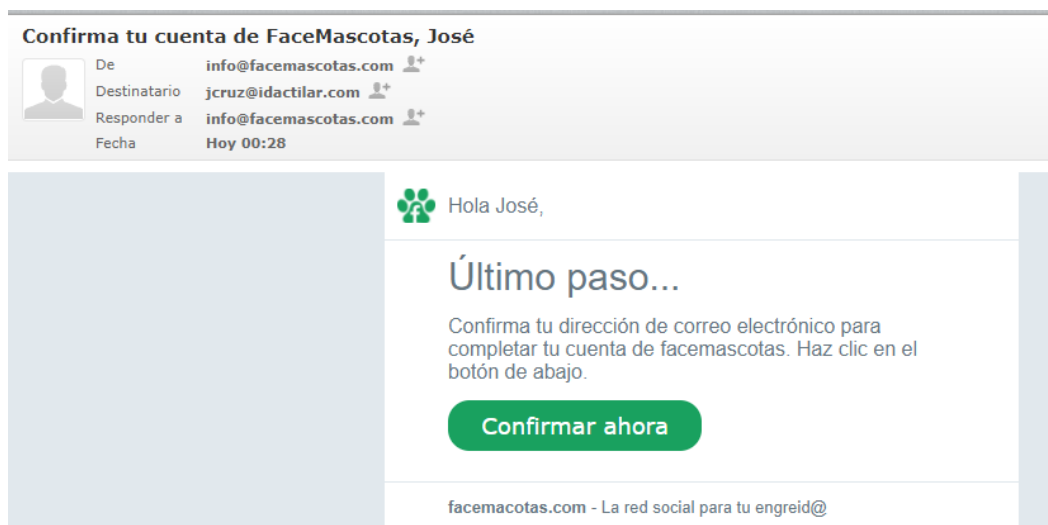 Confirma tu cuenta de FaceMascotas, José
De info@facemascotas.com
Destinatario jcruz@idactilar.com
Responder a info@facemascotas.com
Fecha Hoy 00:28
f
Hola José,
Último paso...
Confirma tu dirección de correo electrónico para
completar tu cuenta de facemascotas. Haz clic en el
botón de abajo.
Confirmar ahora
facemacotas.com - La red social para tu engreid@